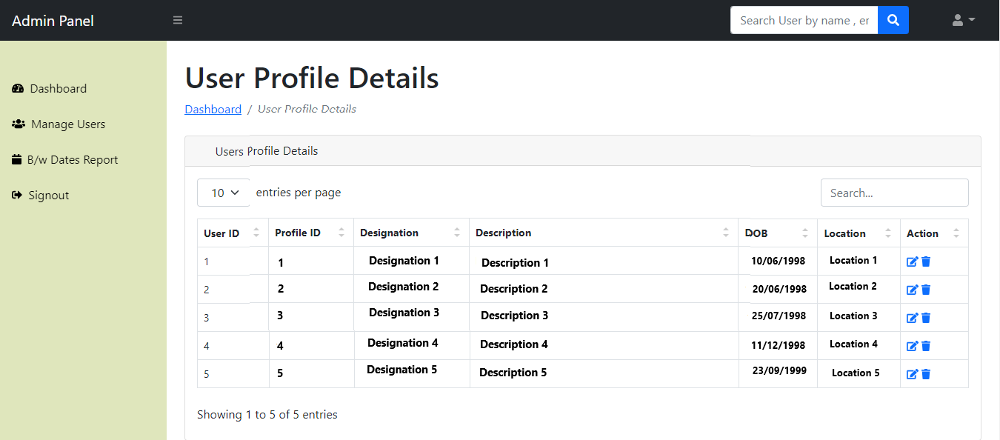 Admin Panel
Search User by name , er
User Profile Details
Dashboard / User Profile Details
Dashboard
Manage Users
B/w Dates Report
Signout
Users Profile Details
10 entries per page
Search...
User ID Profile ID Designation Description DOB Location Action
1 1 Designation 1 Description 1 10/06/1998 Location 1
2 2 Designation 2 Description 2 20/06/1998 Location 2
3 3 Designation 3 Description 3 25/07/1998 Location 3
4 4 Designation 4 Description 4 11/12/1998 Location 4
5 5 Designation 5 Description 5 23/09/1999 Location 5
Showing 1 to 5 of 5 entries